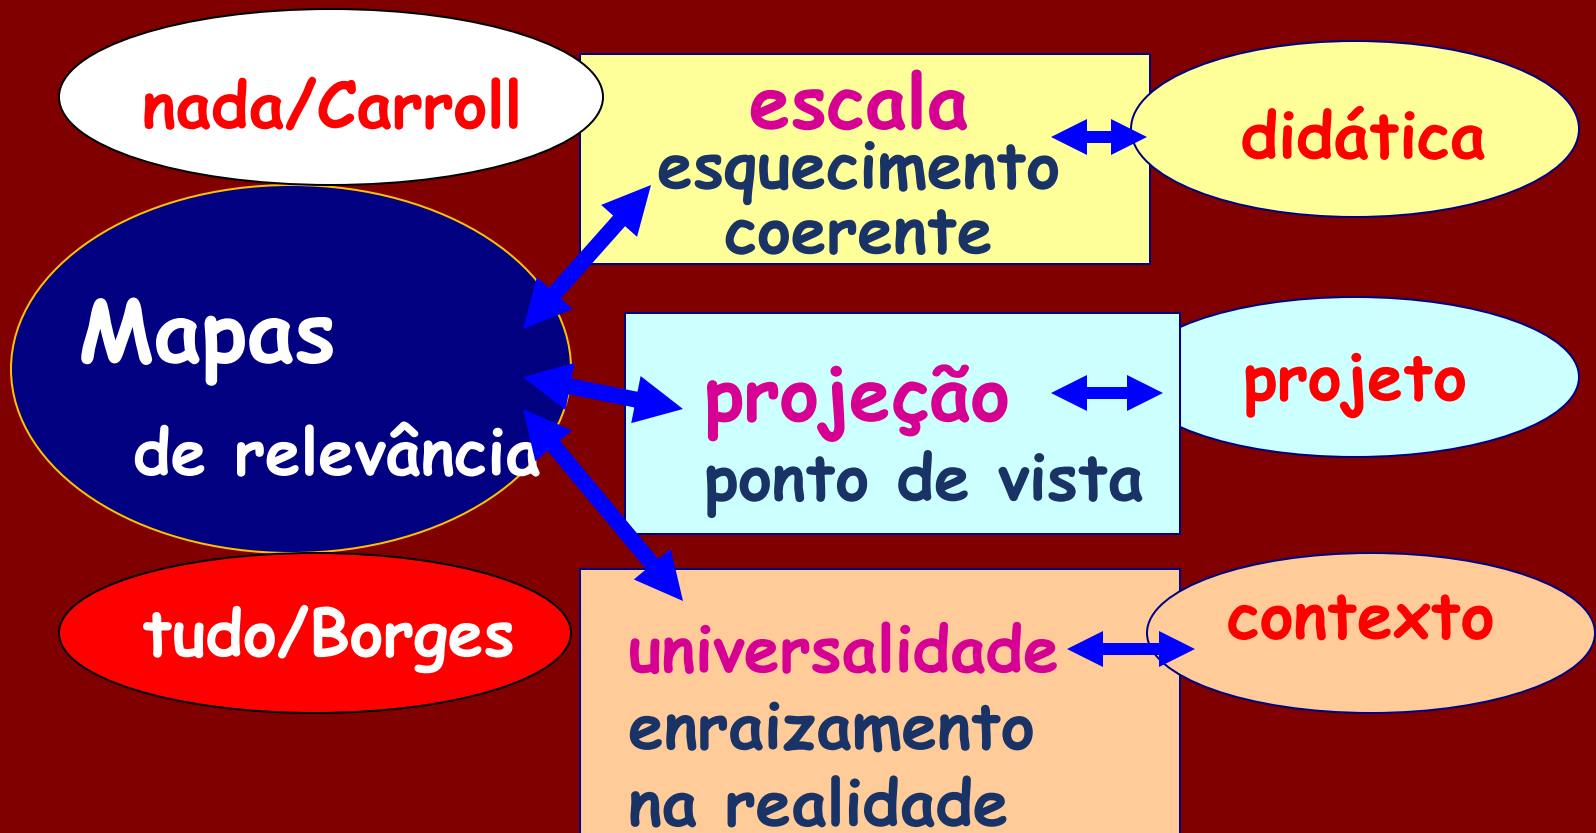 nada/Carroll
escala
esquecimento
coerente
didática
Mapas
de relevância
projeção
ponto de vista
projeto
tudo/Borges
universalidade
enraizamento
na realidade
contexto